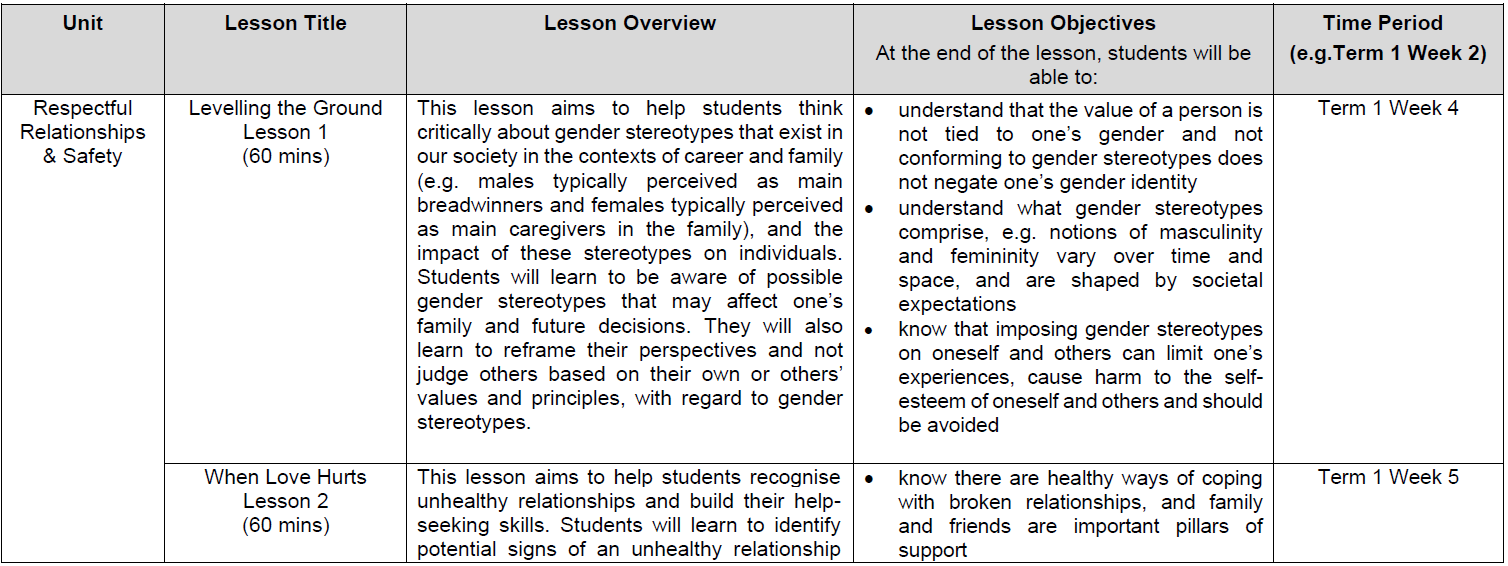 Unit
Lesson Title
Lesson Overview
Lesson Objectives
At the end of the lesson, students will be
able to:
Time Period
(e.g.Term 1 Week 2)
Respectful
Relationships
& Safety
Levelling the Ground
Lesson 1
(60 mins)
This lesson aims to help students think
critically about gender stereotypes that exist in
our society in the contexts of career and family
(e.g. males typically perceived as main
breadwinners and females typically perceived
as main caregivers in the family), and the
impact of these stereotypes on individuals.
Students will learn to be aware of possible
gender stereotypes that may affect one’s
family and future decisions. They will also
learn to reframe their perspectives and not
judge others based on their own or others’
values and principles, with regard to gender
stereotypes.
• understand that the value of a person is
not tied to one’s gender and not
conforming to gender stereotypes does
not negate one’s gender identity
• understand what gender stereotypes
comprise, e.g. notions of masculinity
and femininity vary over time and
space, and are shaped by societal
expectations
• know that imposing gender stereotypes
on oneself and others can limit one’s
experiences, cause harm to the self-
esteem of oneself and others and should
be avoided
Term 1 Week 4
When Love Hurts
Lesson 2
(60 mins)
This lesson aims to help students recognise
unhealthy relationships and build their help-
seeking skills. Students will learn to identify
potential signs of an unhealthy relationship
• know there are healthy ways of coping
with broken relationships, and family
and friends are important pillars of
support
Term 1 Week 5